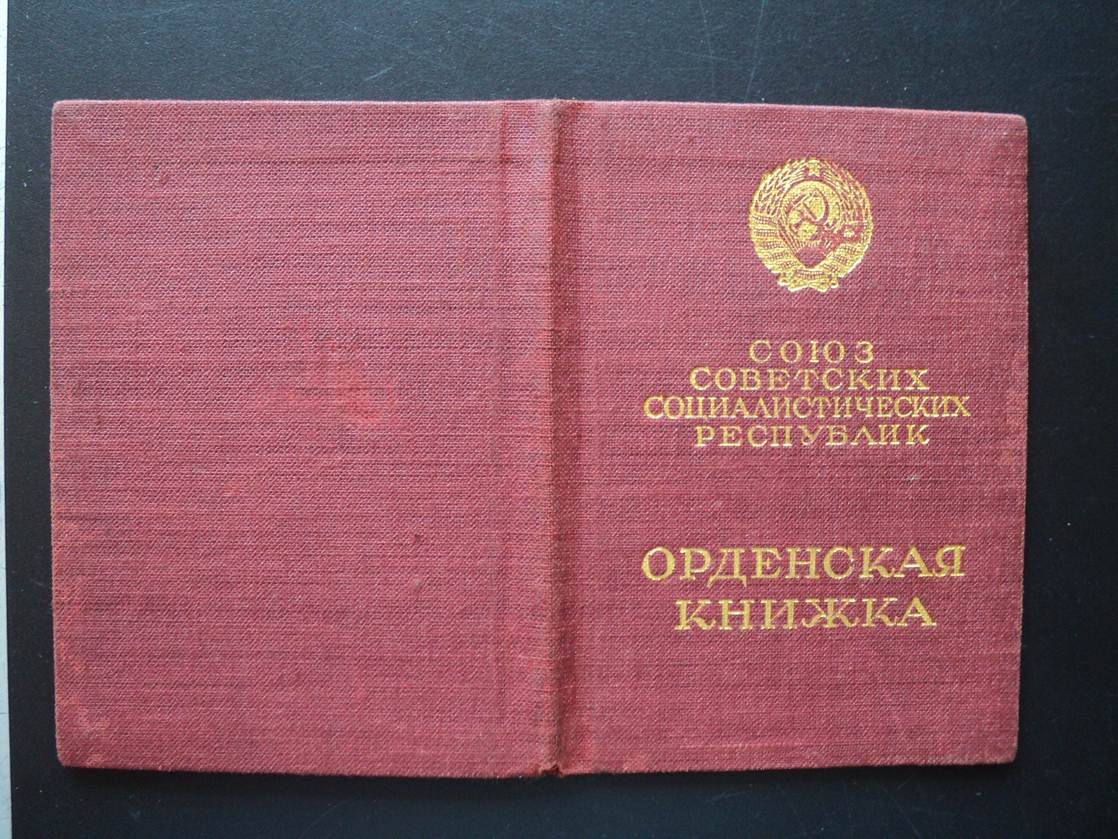 СОЮЗ
СОВЕТСКИХ
СОЦИАЛИСТИЧЕСКИХ
РЕСПУБЛИК
ОРДЕНСКАЯ
КНИЖКА